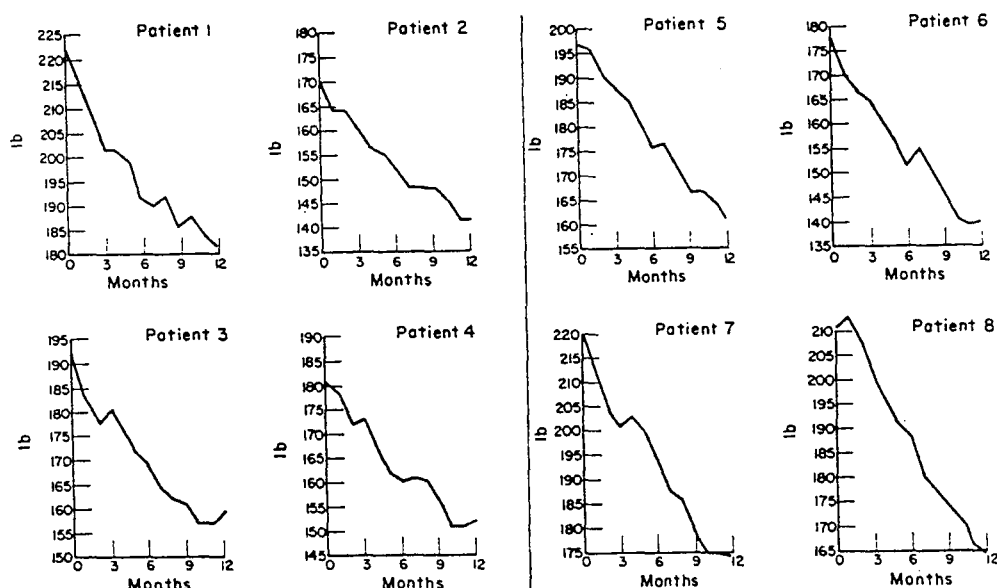 Patient 1
225
220
215
210
205
200
195
190
185
180
lb
0 3 6 9 12
Months
Patient 2
180
175
170
165
160
155
150
145
140
135
lb
0 3 6 9 12
Months
Patient 5
200
195
190
185
180
175
170
165
160
155
lb
0 3 6 9 12
Months
Patient 6
180
175
170
165
160
155
150
145
140
135
lb
0 3 6 9 12
Months
Patient 3
195
190
185
180
175
170
165
160
155
150
lb
0 3 6 9 12
Months
Patient 4
190
185
180
175
170
165
160
155
150
145
lb
0 3 6 9 12
Months
Patient 7
220
215
210
205
200
195
190
185
180
175
lb
0 3 6 9 12
Months
Patient 8
210
205
200
195
190
185
180
175
170
165
lb
0 3 6 9 12
Months